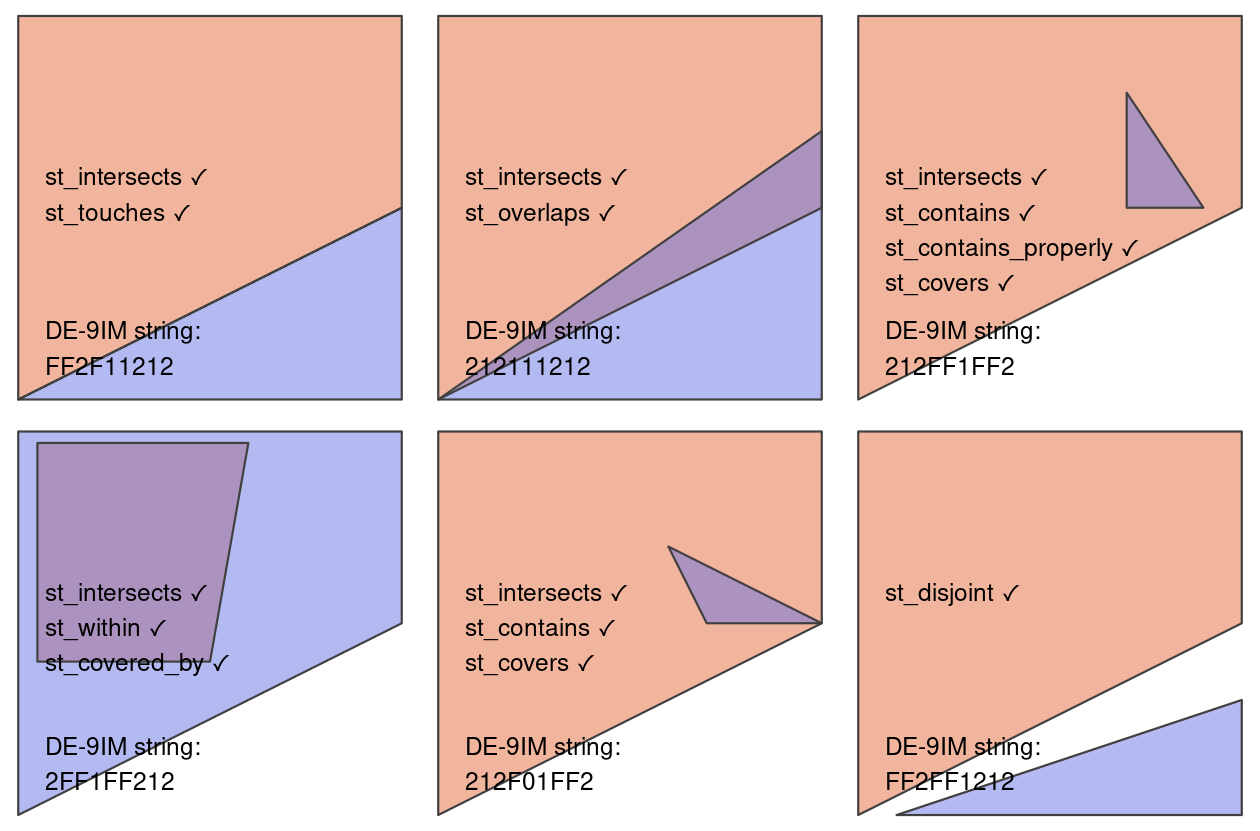 st_intersects ✓
st_touches ✓
DE-9IM string:
FF2F11212
st_intersects ✓
st_overlaps ✓
DE-9IM string:
212111212
st_intersects ✓
st_contains ✓
st_contains_properly ✓
st_covers ✓
DE-9IM string:
212FF1FF2
st_intersects ✓
st_within ✓
st_covered_by ✓
DE-9IM string:
2FF1FF212
st_intersects ✓
st_contains ✓
st_covers ✓
DE-9IM string:
212F01FF2
st_disjoint ✓
DE-9IM string:
FF2FF1212